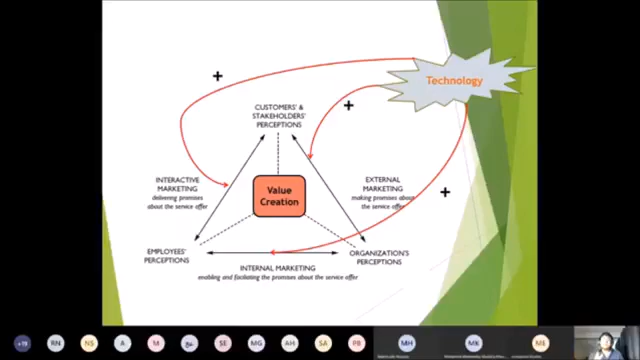 +
Technology
+
CUSTOMERS' &
STAKEHOLDERS'
PERCEPTIONS
INTERACTIVE
MARKETING
delivering promises
about the service offer
Value
Creation
EXTERNAL
MARKETING
making promises about
the service offer
+
EMPLOYEES'
PERCEPTIONS
ORGANIZATION'S
PERCEPTIONS
INTERNAL MARKETING
enabling and facilitating the promises about the service offer
RN
NS
A
M
SE
MG
AH
SA
PB
MH
MK
ME